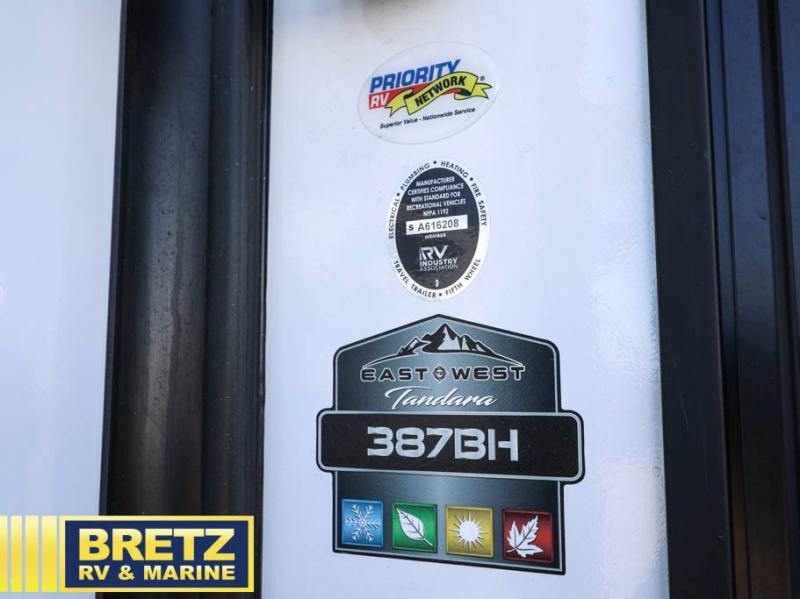 PRIORITY
RV NETWORK ®
Superior Value - Nationwide Service
ELECTRICAL • PLUMBING • HEATING • FIRE SAFETY
MANUFACTURER
CERTIFIES COMPLIANCE
WITH STANDARD FOR
RECREATIONAL VEHICLES
NFPA 1192
S A616208
MEMBER
RV
INDUSTRY
ASSOCIATION
D
TRAVEL TRAILER • FIFTH WHEEL
EAST WEST
Tandara
387BH
BRETZ
RV & MARINE